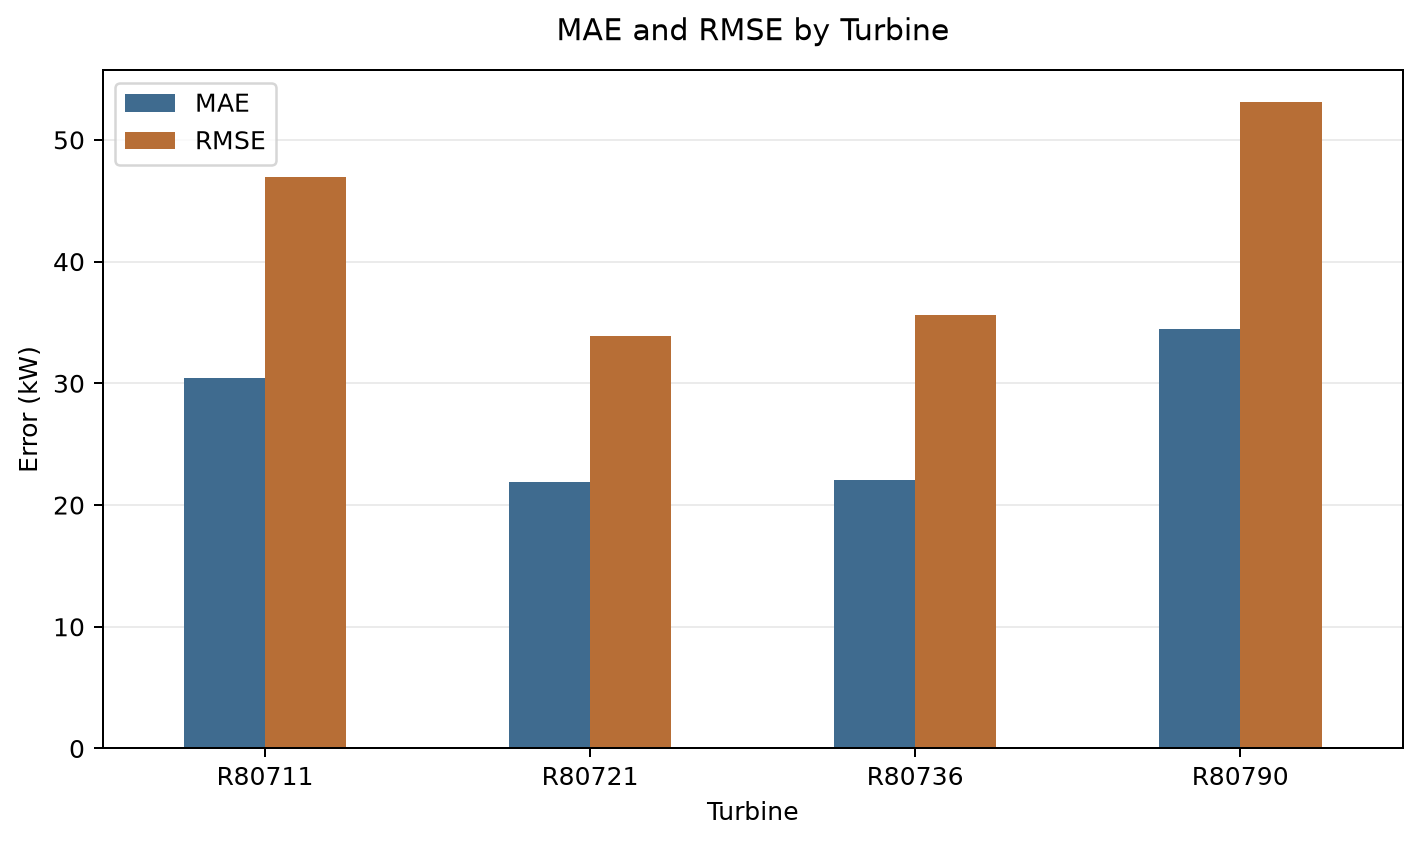 MAE and RMSE by Turbine
MAE
RMSE
Error (kW)
50
40
30
20
10
0
R80711 R80721 R80736 R80790
Turbine